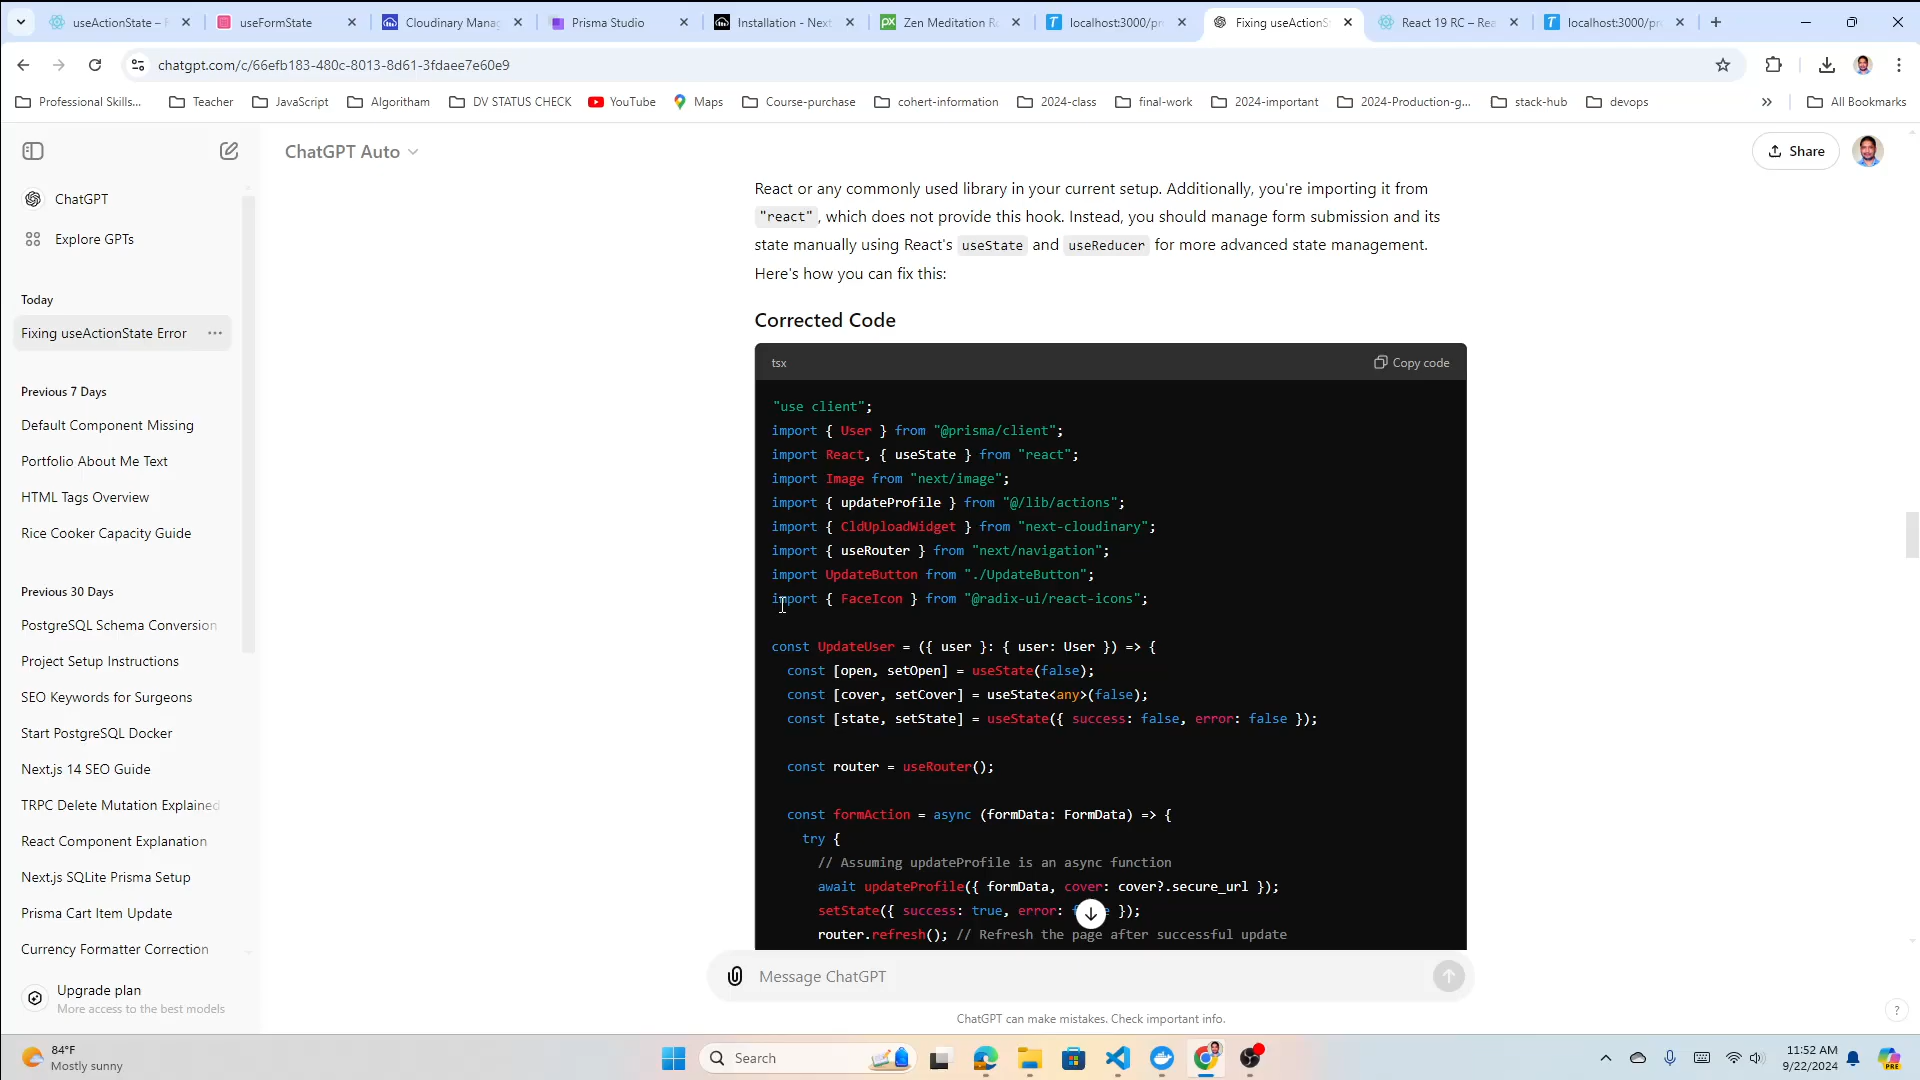 useActionState – R
useFormState
Cloudinary Manag
Prisma Studio
Installation - Next
Zen Meditation Ro
localhost:3000/pr
Fixing useActionSt
React 19 RC – Rea
localhost:3000/pr
chatgpt.com/c/66efb183-480c-8013-8d61-3fdaee7e60e9
Professional Skills...
Teacher
JavaScript
Algoritham
DV STATUS CHECK
YouTube
Maps
Course-purchase
cohert-information
2024-class
final-work
2024-important
2024-Production-g...
stack-hub
devops
All Bookmarks
ChatGPT Auto
Share
ChatGPT
Explore GPTs
Today
Fixing useActionState Error
Previous 7 Days
Default Component Missing
Portfolio About Me Text
HTML Tags Overview
Rice Cooker Capacity Guide
Previous 30 Days
PostgreSQL Schema Conversion
Project Setup Instructions
SEO Keywords for Surgeons
Start PostgreSQL Docker
Next.js 14 SEO Guide
TRPC Delete Mutation Explained
React Component Explanation
Next.js SQLite Prisma Setup
Prisma Cart Item Update
Currency Formatter Correction
Upgrade plan
More access to the best models
React or any commonly used library in your current setup. Additionally, you're importing it from
"react", which does not provide this hook. Instead, you should manage form submission and its
state manually using React's useState and useReducer for more advanced state management.
Here's how you can fix this:
Corrected Code
tsx
Copy code
"use client";
import { User } from "@prisma/client";
import React, { useState } from "react";
import Image from "next/image";
import { updateProfile } from "@/lib/actions";
import { CldUploadWidget } from "next-cloudinary";
import { useRouter } from "next/navigation";
import UpdateButton from "./UpdateButton";
import { FaceIcon } from "@radix-ui/react-icons";
const UpdateUser = ({ user }: { user: User }) => {
const [open, setOpen] = useState(false);
const [cover, setCover] = useState<any>(false);
const [state, setState] = useState({ success: false, error: false });
const router = useRouter();
const formAction = async (formData: FormData) => {
try {
// Assuming updateProfile is an async function
await updateProfile({ formData, cover: cover?.secure_url });
setState({ success: true, error: });
router.refresh(); // Refresh the page after successful update
Message ChatGPT
ChatGPT can make mistakes. Check important info.
?
84°F
Mostly sunny
Search
11:52 AM
9/22/2024
PRE